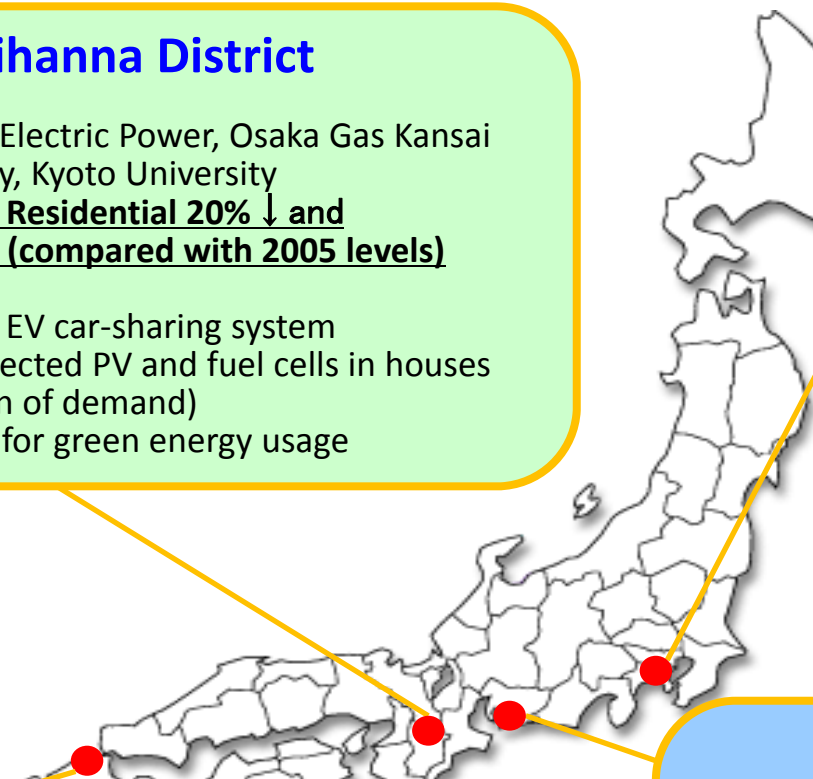 ihanna District
Electric Power, Osaka Gas Kansai
y, Kyoto University
Residential 20% ↓ and
(compared with 2005 levels)
EV car-sharing system
ected PV and fuel cells in houses
n of demand)
for green energy usage